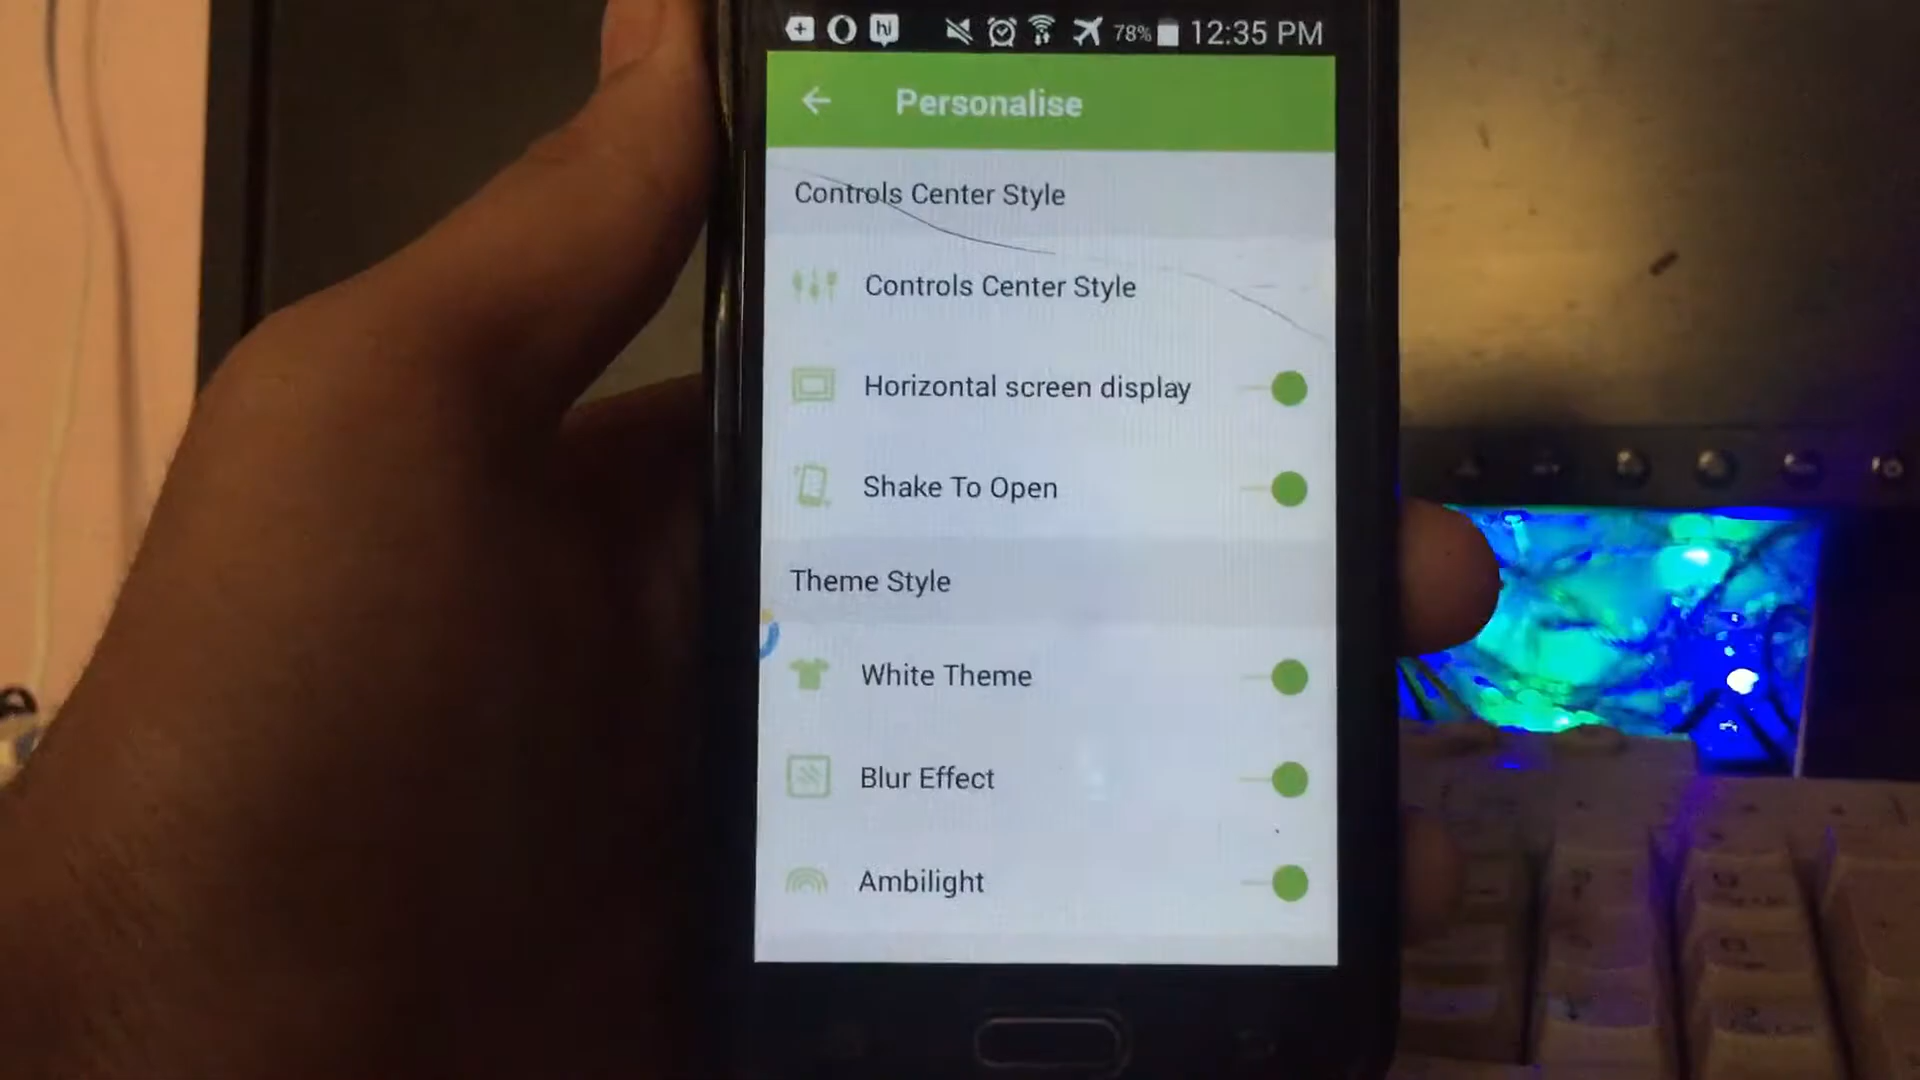 hi 78% 12:35 PM
Personalise
Controls Center Style
Controls Center Style
Horizontal screen display
Shake To Open
Theme Style
White Theme
Blur Effect
Ambilight